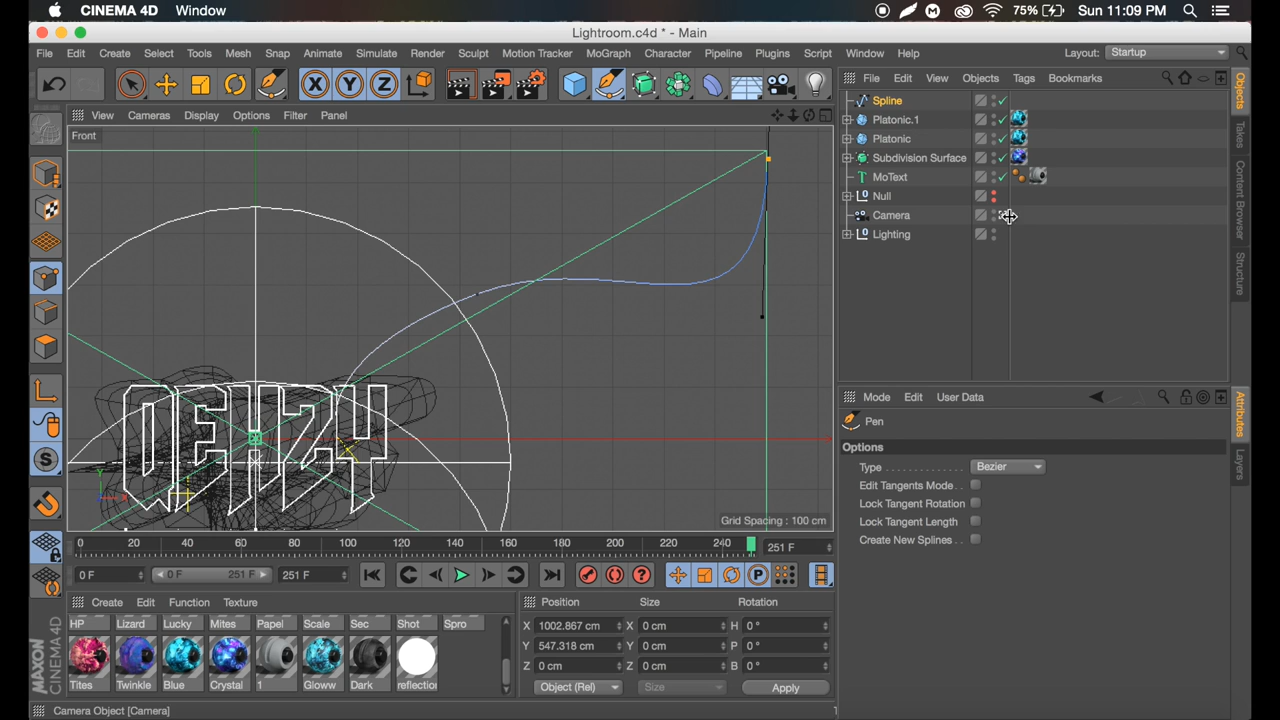 CINEMA 4D Window 75% Sun 11:09 PM
Lightroom.c4d * - Main
File Edit Create Select Tools Mesh Snap Animate Simulate Render Sculpt Motion Tracker MoGraph Character Pipeline Plugins Script Window Help Layout: Startup
X Y Z
File Edit View Objects Tags Bookmarks
View Cameras Display Options Filter Panel
Front
Spline
Platonic.1
Platonic
Subdivision Surface
MoText
Null
Camera
Lighting
Objects
Takes
Content Browser
Structure
Mode Edit User Data
Pen
Options
Type Bezier
Edit Tangents Mode
Lock Tangent Rotation
Lock Tangent Length
Create New Splines
Attributes
Layers
Grid Spacing : 100 cm
0 20 40 60 80 100 120 140 160 180 200 220 240 251 F
0 F 0 F 251 F 251 F
Create Edit Function Texture
HP Lizard Lucky Mites Papel Scale Sec Shot Spro
Tites Twinkle Blue Crystal 1 Gloww Dark reflection
Position Size Rotation
X 1002.867 cm X 0 cm H 0 °
Y 547.318 cm Y 0 cm P 0 °
Z 0 cm Z 0 cm B 0 °
Object (Rel) Size Apply
MAXON CINEMA 4D
Camera Object [Camera]